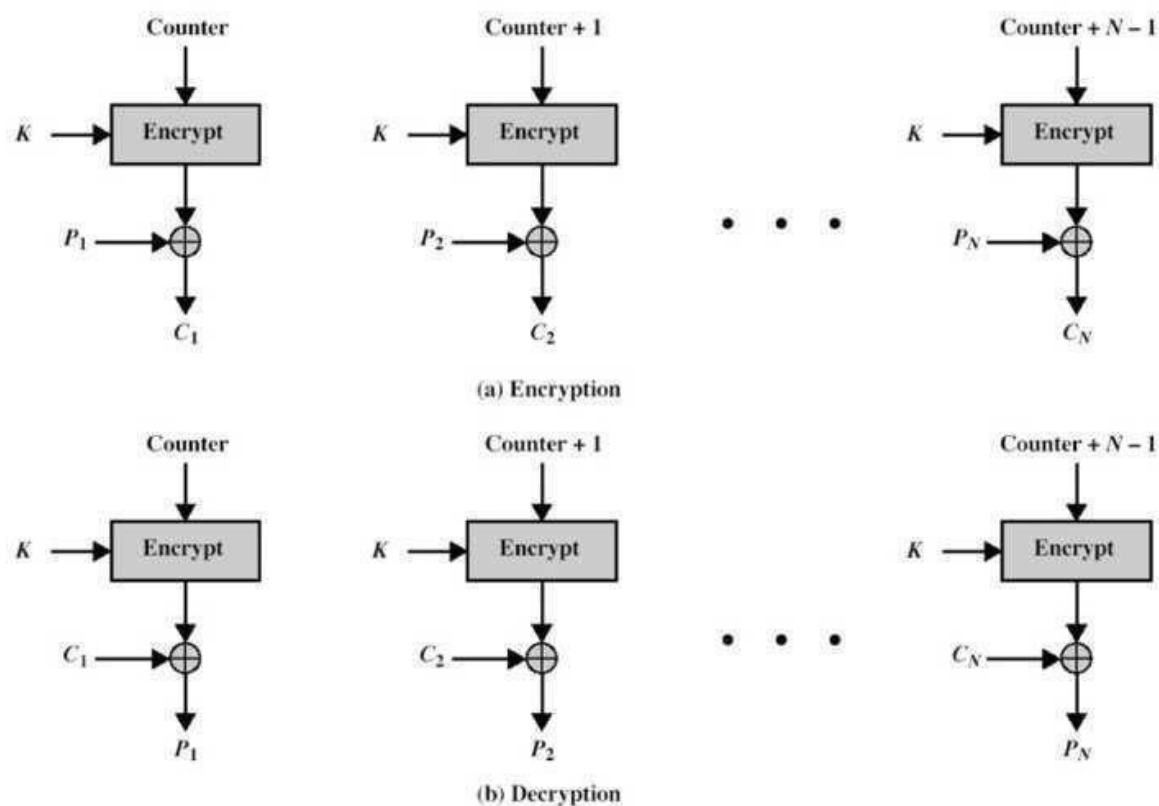 Counter Counter + 1 Counter + N – 1
K Encrypt K Encrypt K Encrypt
P1 P2 PN
C1 C2 CN
(a) Encryption
Counter Counter + 1 Counter + N – 1
K Encrypt K Encrypt K Encrypt
C1 C2 CN
P1 P2 PN
(b) Decryption